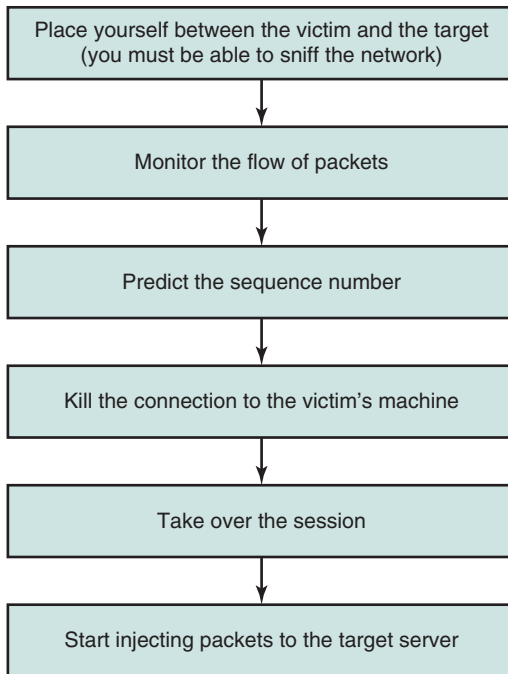 Place yourself between the victim and the target
(you must be able to sniff the network)
Monitor the flow of packets
Predict the sequence number
Kill the connection to the victim's machine
Take over the session
Start injecting packets to the target server